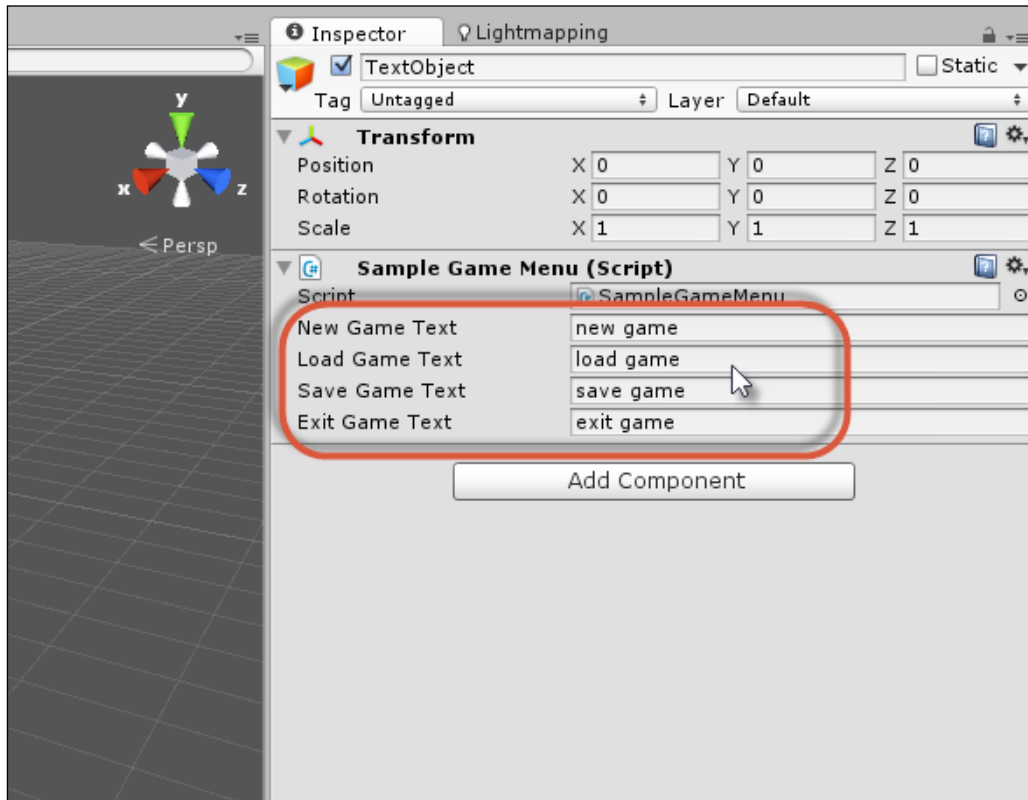 Inspector Lightmapping
TextObject Static
Tag Untagged Layer Default
Transform
Position X 0 Y 0 Z 0
Rotation X 0 Y 0 Z 0
Scale X 1 Y 1 Z 1
Sample Game Menu (Script)
Script SampleGameMenu
New Game Text new game
Load Game Text load game
Save Game Text save game
Exit Game Text exit game
Add Component
y
x z
Persp